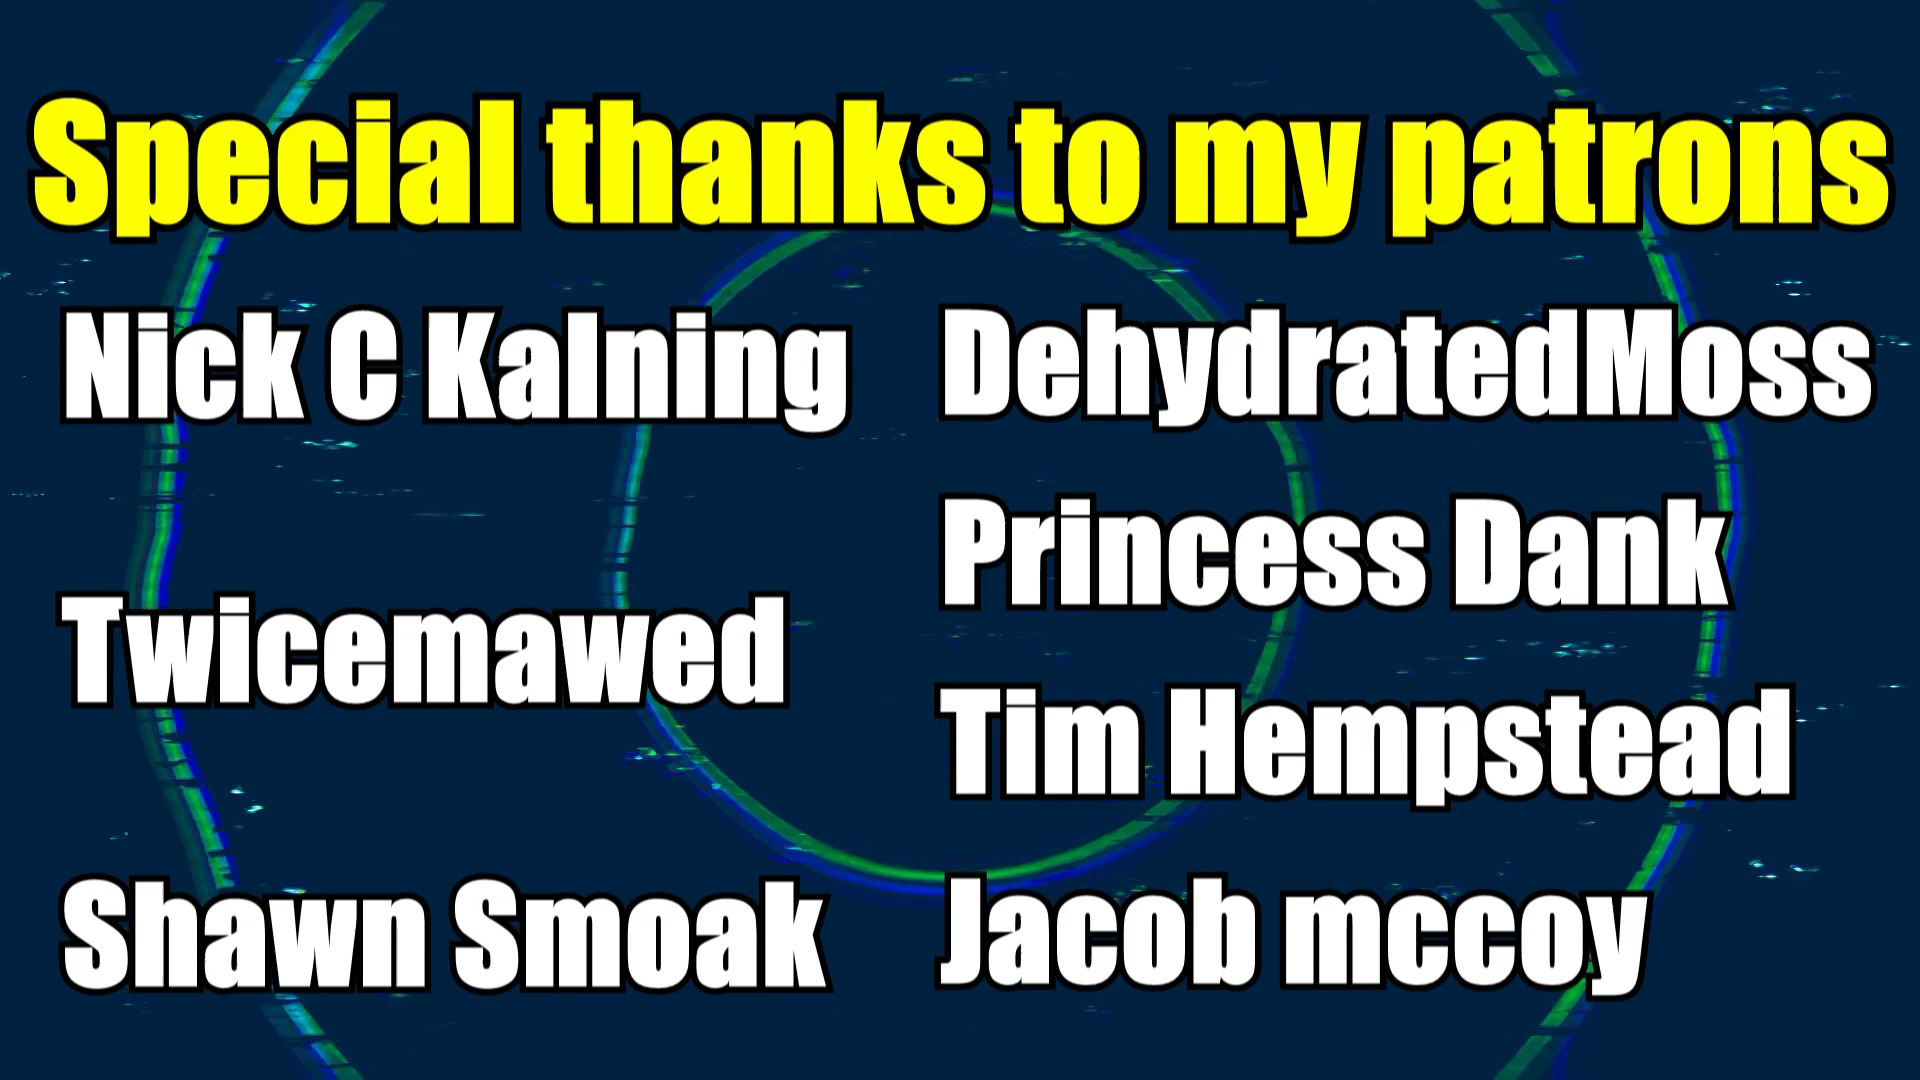 Special thanks to my patrons
Nick C Kalning
Twicemawed
Shawn Smoak
DehydratedMoss
Princess Dank
Tim Hempstead
Jacob mccoy